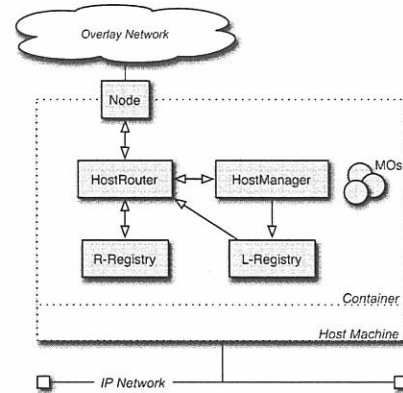 Overlay Network
Node
HostRouter
HostManager
MOs
R-Registry
L-Registry
Container
Host Machine
IP Network